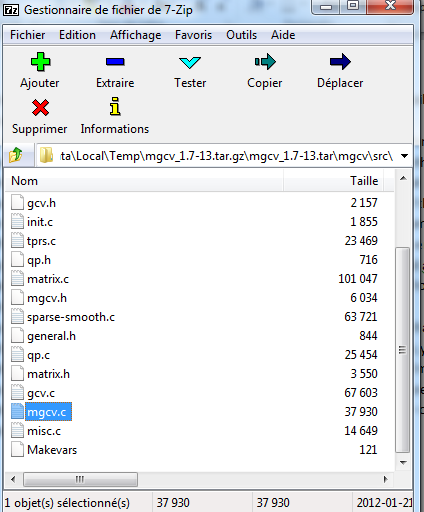 7z Gestionnaire de fichier de 7-Zip
Fichier Edition Affichage Favoris Outils Aide
Ajouter Extraire Tester Copier Déplacer
Supprimer Informations
ta\Local\Temp\mgcv_1.7-13.tar.gz\mgcv_1.7-13.tar\mgcv\src\
Nom Taille
gcv.h 2 157
init.c 1 855
tprs.c 23 469
qp.h 716
matrix.c 101 047
mgcv.h 6 034
sparse-smooth.c 63 721
general.h 844
qp.c 25 454
matrix.h 3 550
gcv.c 67 603
mgcv.c 37 930
misc.c 14 649
Makevars 121
1 objet(s) sélectionné(s) 37 930 37 930 2012-01-21